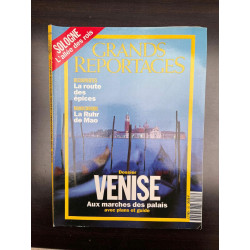 SOLOGNE
L'allée des rois
GRANDS
REPORTAGES
La route
des
épices
La Ruhr
de Mao
Dossier
VENISE
Aux marches des palais
avec plans et guide